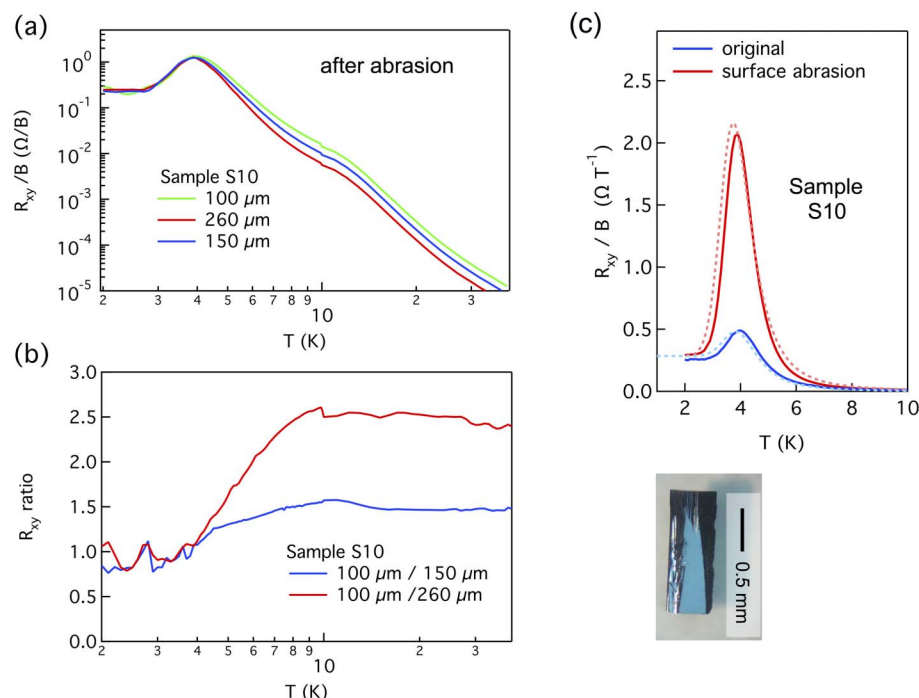 (a)
R_xy /B (Ω/B)
10^0
10^-1
10^-2
10^-3
10^-4
10^-5
after abrasion
Sample S10
100 µm
260 µm
150 µm
2 3 4 5 6 7 8 9 10 2 3
T (K)
(b)
R_xy ratio
3.0
2.5
2.0
1.5
1.0
0.5
0.0
Sample S10
100 µm / 150 µm
100 µm /260 µm
2 3 4 5 6 7 8 9 10 2 3
T (K)
(c)
original
surface abrasion
R_xy / B (Ω T^-1)
2.5
2.0
1.5
1.0
0.5
0.0
Sample
S10
2 4 6 8 10
T (K)
0.5 mm